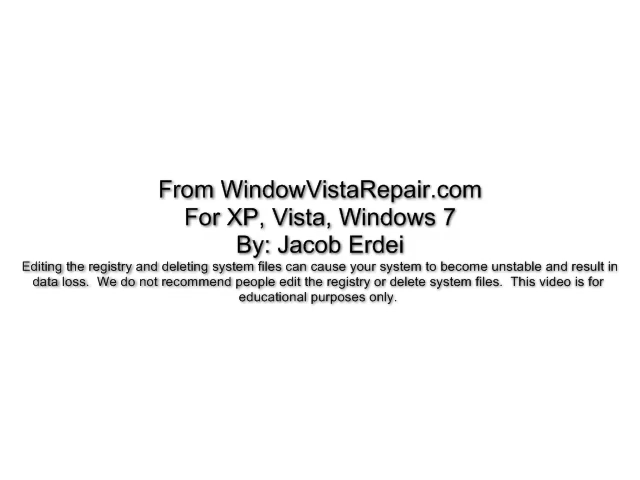 From WindowVistaRepair.com
For XP, Vista, Windows 7
By: Jacob Erdei
Editing the registry and deleting system files can cause your system to become unstable and result in
data loss.  We do not recommend people edit the registry or delete system files.  This video is for
educational purposes only.